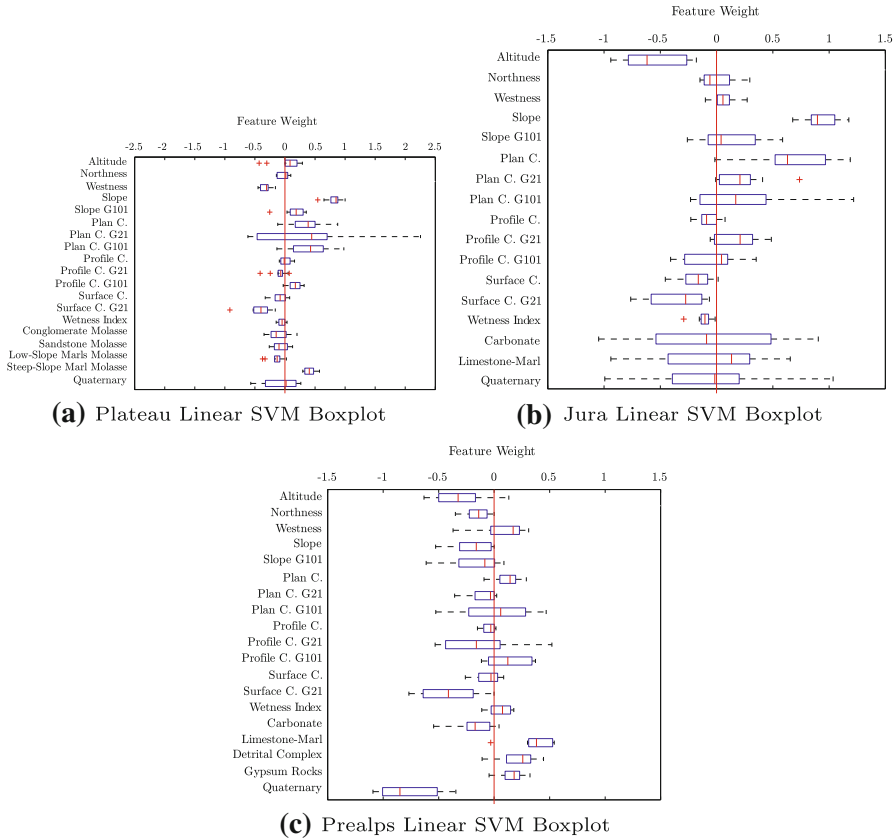 Feature Weight
-2.5 -2 -1.5 -1 -0.5 0 0.5 1 1.5 2 2.5
Altitude
Northness
Westness
Slope
Slope G101
Plan C.
Plan C. G21
Plan C. G101
Profile C.
Profile C. G21
Profile C. G101
Surface C.
Surface C. G21
Wetness Index
Conglomerate Molasse
Sandstone Molasse
Low-Slope Marls Molasse
Steep-Slope Marl Molasse
Quaternary
(a) Plateau Linear SVM Boxplot
Feature Weight
-1.5 -1 -0.5 0 0.5 1 1.5
Altitude
Northness
Westness
Slope
Slope G101
Plan C.
Plan C. G21
Plan C. G101
Profile C.
Profile C. G21
Profile C. G101
Surface C.
Surface C. G21
Wetness Index
Carbonate
Limestone-Marl
Quaternary
(b) Jura Linear SVM Boxplot
Feature Weight
-1.5 -1 -0.5 0 0.5 1 1.5
Altitude
Northness
Westness
Slope
Slope G101
Plan C.
Plan C. G21
Plan C. G101
Profile C.
Profile C. G21
Profile C. G101
Surface C.
Surface C. G21
Wetness Index
Carbonate
Limestone-Marl
Detrital Complex
Gypsum Rocks
Quaternary
(c) Prealps Linear SVM Boxplot